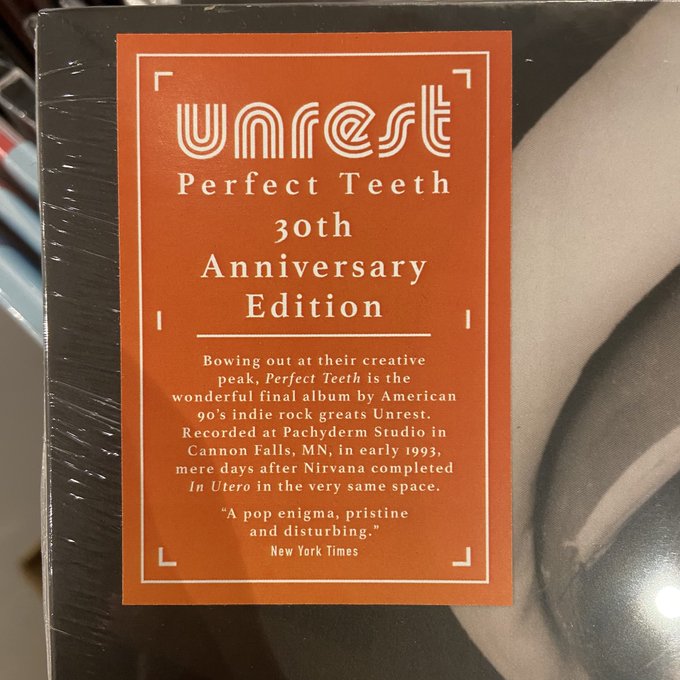 unrest
Perfect Teeth
30th
Anniversary
Edition
Bowing out at their creative
peak, Perfect Teeth is the
wonderful final album by American
90's indie rock greats Unrest.
Recorded at Pachyderm Studio in
Cannon Falls, MN, in early 1993,
mere days after Nirvana completed
In Utero in the very same space.
“A pop enigma, pristine
and disturbing.”
New York Times